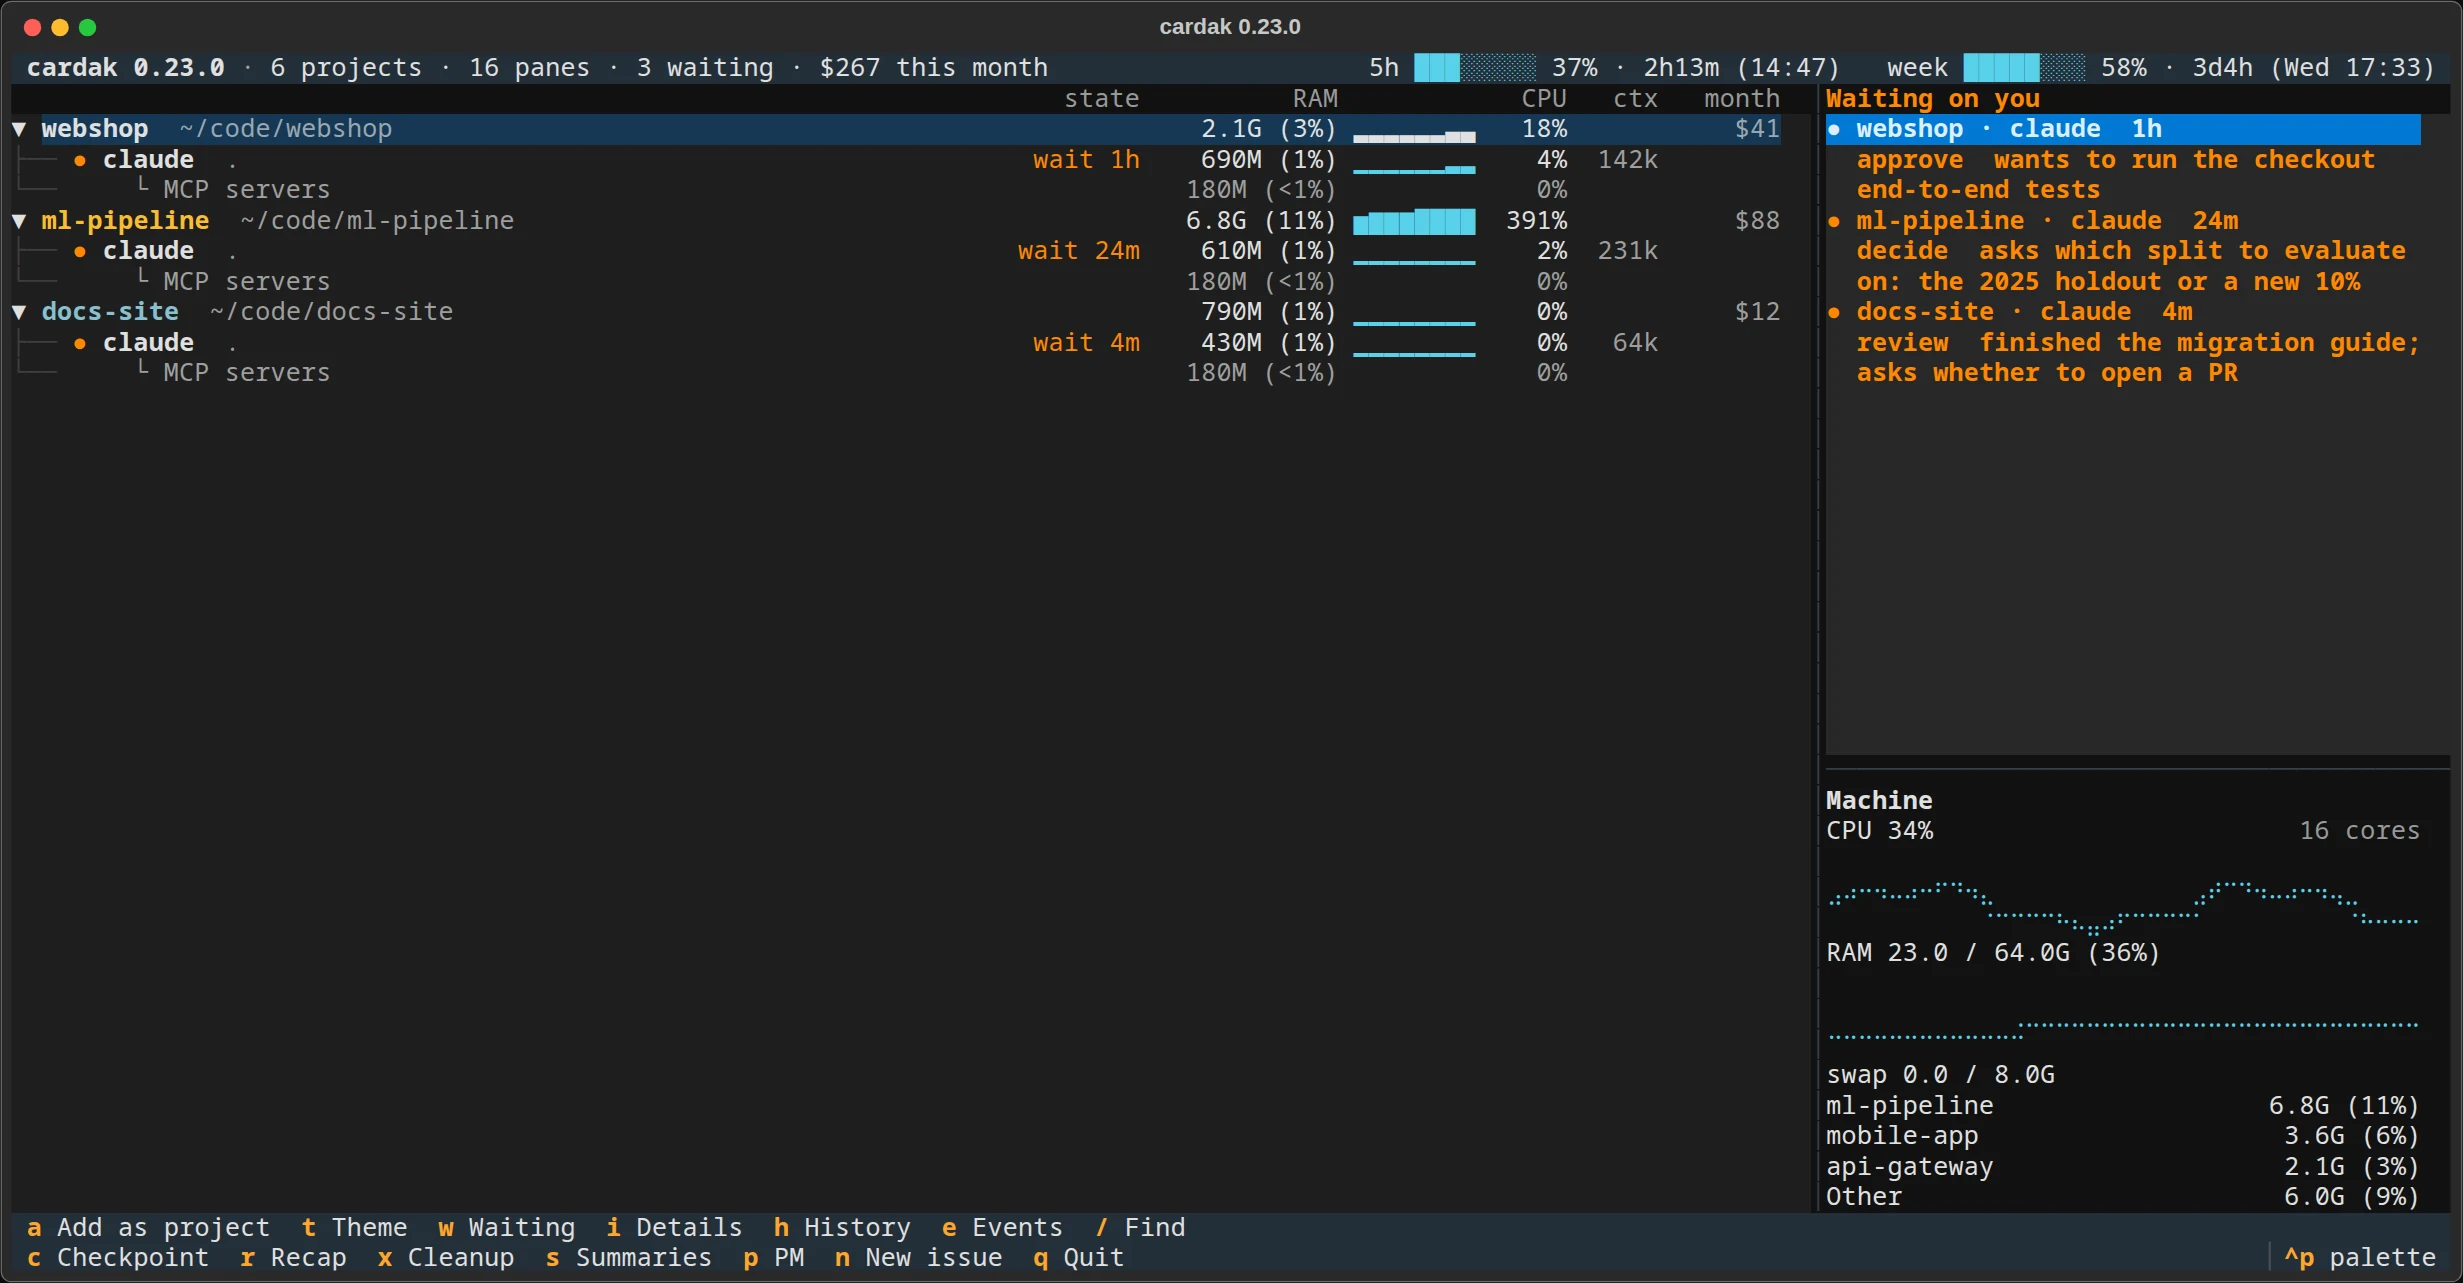 cardak 0.23.0
cardak 0.23.0 · 6 projects · 16 panes · 3 waiting · $267 this month 5h 37% · 2h13m (14:47) week 58% · 3d4h (Wed 17:33)
state RAM CPU ctx month
▼ webshop ~/code/webshop 2.1G (3%) 18% $41
● claude . wait 1h 690M (1%) 4% 142k
└ MCP servers 180M (<1%) 0%
▼ ml-pipeline ~/code/ml-pipeline 6.8G (11%) 391% $88
● claude . wait 24m 610M (1%) 2% 231k
└ MCP servers 180M (<1%) 0%
▼ docs-site ~/code/docs-site 790M (1%) 0% $12
● claude . wait 4m 430M (1%) 0% 64k
└ MCP servers 180M (<1%) 0%
Waiting on you
● webshop · claude 1h
approve wants to run the checkout
end-to-end tests
● ml-pipeline · claude 24m
decide asks which split to evaluate
on: the 2025 holdout or a new 10%
● docs-site · claude 4m
review finished the migration guide;
asks whether to open a PR
Machine
CPU 34% 16 cores
RAM 23.0 / 64.0G (36%)
swap 0.0 / 8.0G
ml-pipeline 6.8G (11%)
mobile-app 3.6G (6%)
api-gateway 2.1G (3%)
Other 6.0G (9%)
a Add as project t Theme w Waiting i Details h History e Events / Find
c Checkpoint r Recap x Cleanup s Summaries p PM n New issue q Quit ^p palette